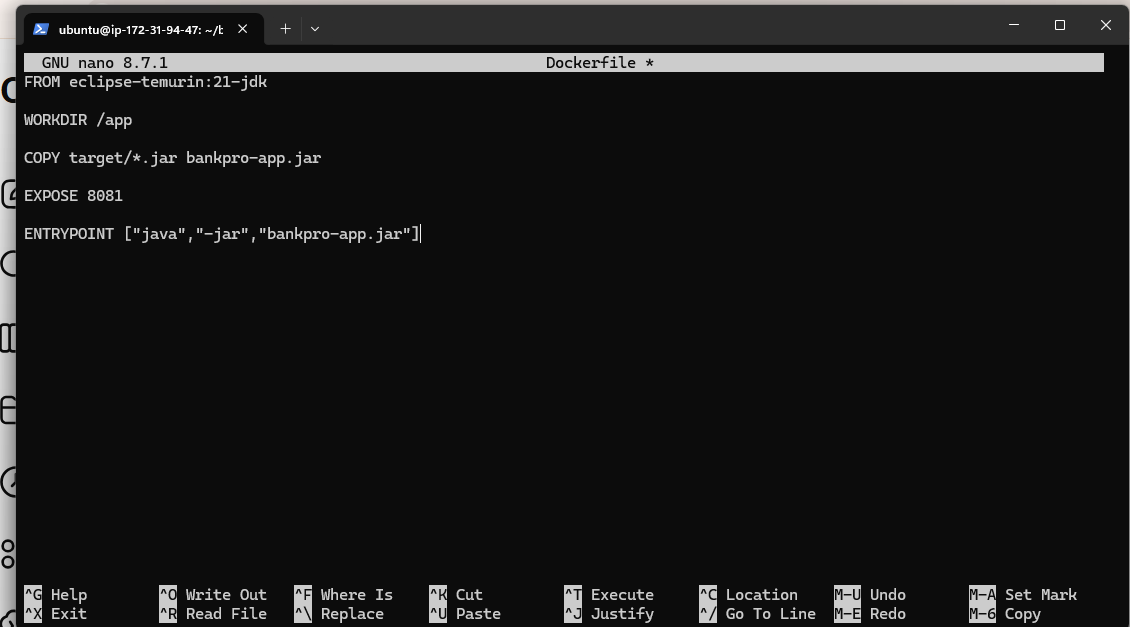 ubuntu@ip-172-31-94-47: ~/b
GNU nano 8.7.1 Dockerfile *
FROM eclipse-temurin:21-jdk
WORKDIR /app
COPY target/*.jar bankpro-app.jar
EXPOSE 8081
ENTRYPOINT ["java","-jar","bankpro-app.jar"]
^G Help ^O Write Out ^F Where Is ^K Cut ^T Execute ^C Location M-U Undo M-A Set Mark
^X Exit ^R Read File ^\ Replace ^U Paste ^J Justify ^/ Go To Line M-E Redo M-6 Copy